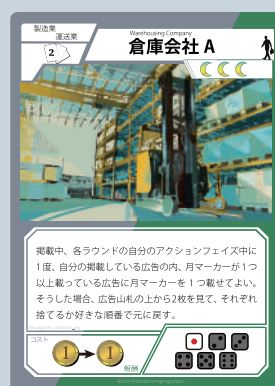 製造業
運送業
2
Warehousing Company
倉庫会社 A
掲載中、各ラウンドの自分のアクションフェイズ中に
1度、自分の掲載している広告の内、月マーカーが1つ
以上載っている広告に月マーカーを1つ載せてよい。
そうした場合、広告山札の上から2枚を見て、それぞれ
捨てるか好きな順番で元に戻す。
コスト
1
1
報酬